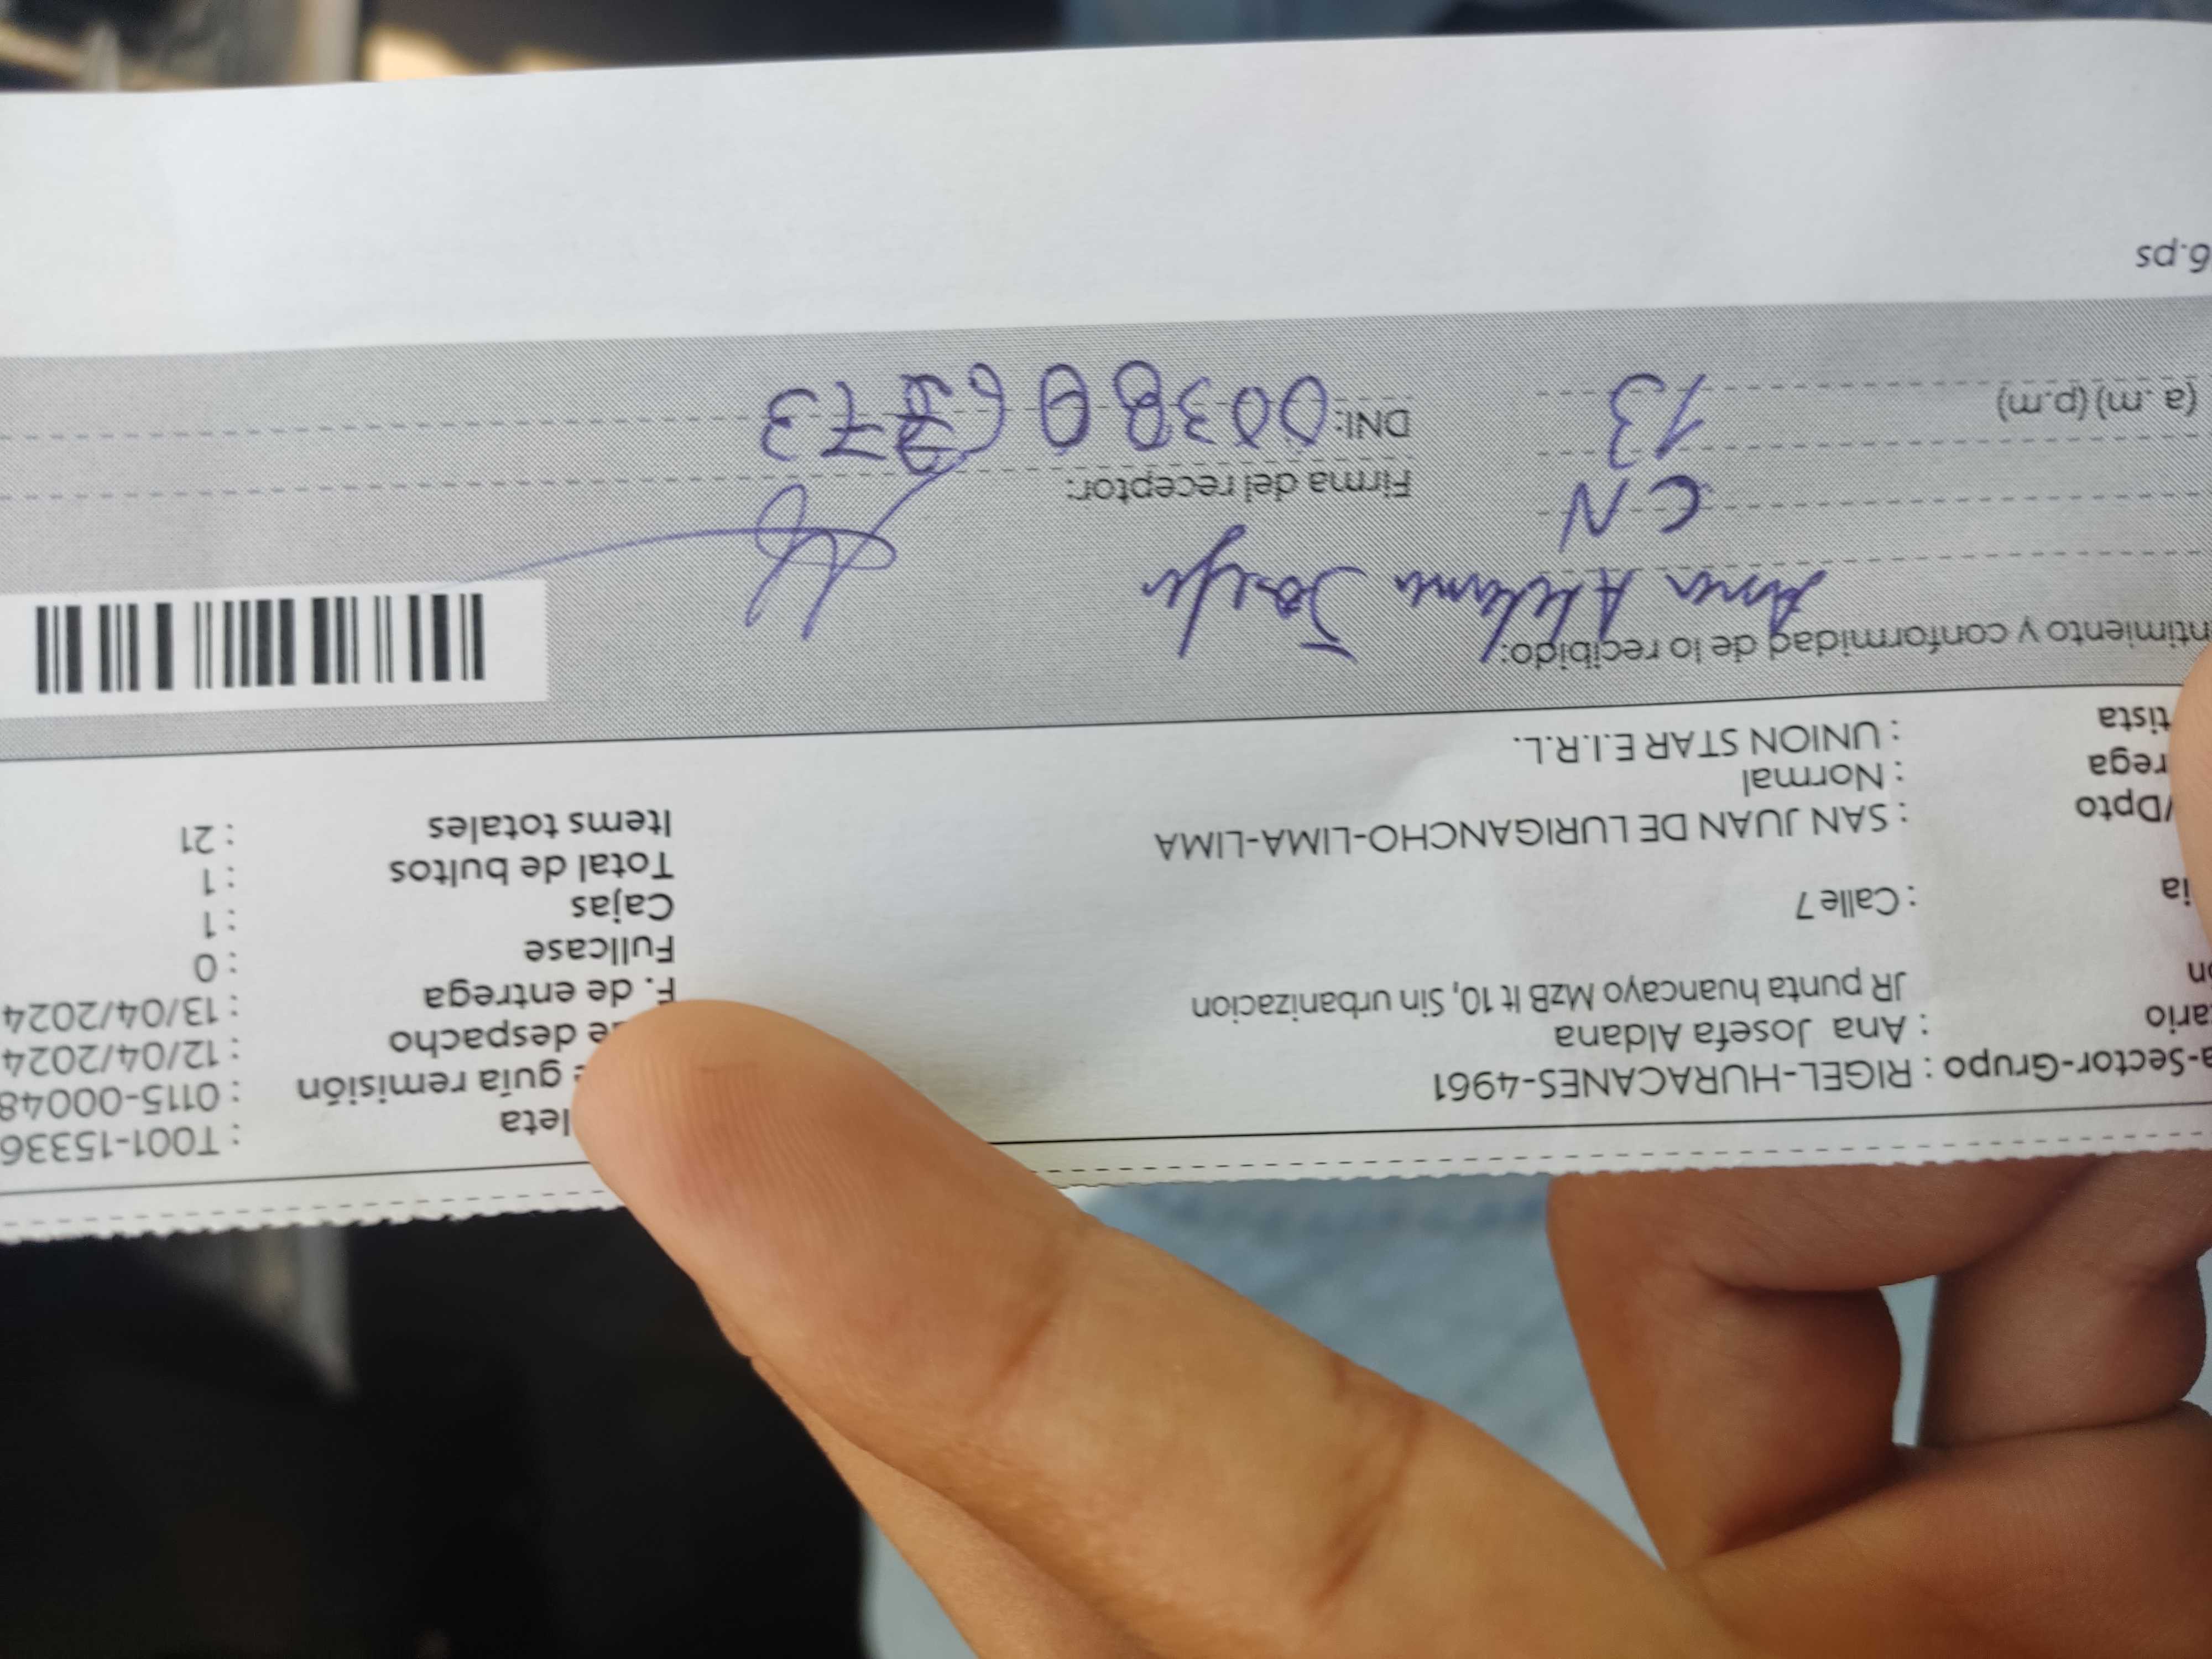 a-Sector-Grupo : RIGEL-HURACANES-4961
ario : Ana Josefa Aldana
ón JR punta huancayo MzB lt 10, Sin urbanizacion
ia : Calle 7
/Dpto : SAN JUAN DE LURIGANCHO-LIMA-LIMA
rega : Normal
tista : UNION STAR E.I.R.L.
leta : T001-15336
guía remisión : 0115-00048
e despacho : 12/04/2024
F. de entrega : 13/04/2024
Fullcase : 0
Cajas : 1
Total de bultos : 1
Items totales : 21
ntimiento y conformidad de lo recibido:
Ana Aldana Josefa
CN
Firma del receptor:
(a.m) (p.m) 13
DNI:
6.ps